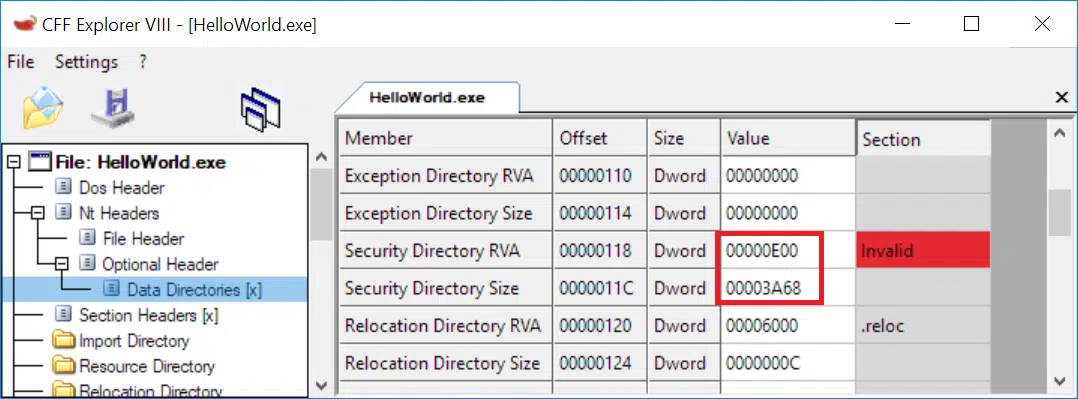 CFF Explorer VIII - [HelloWorld.exe]
File Settings ?
HelloWorld.exe
File: HelloWorld.exe
Dos Header
Nt Headers
File Header
Optional Header
Data Directories [x]
Section Headers [x]
Import Directory
Resource Directory
Relocation Directory
Member Offset Size Value Section
Exception Directory RVA 00000110 Dword 00000000
Exception Directory Size 00000114 Dword 00000000
Security Directory RVA 00000118 Dword 00000E00 Invalid
Security Directory Size 0000011C Dword 00003A68
Relocation Directory RVA 00000120 Dword 00006000 .reloc
Relocation Directory Size 00000124 Dword 0000000C